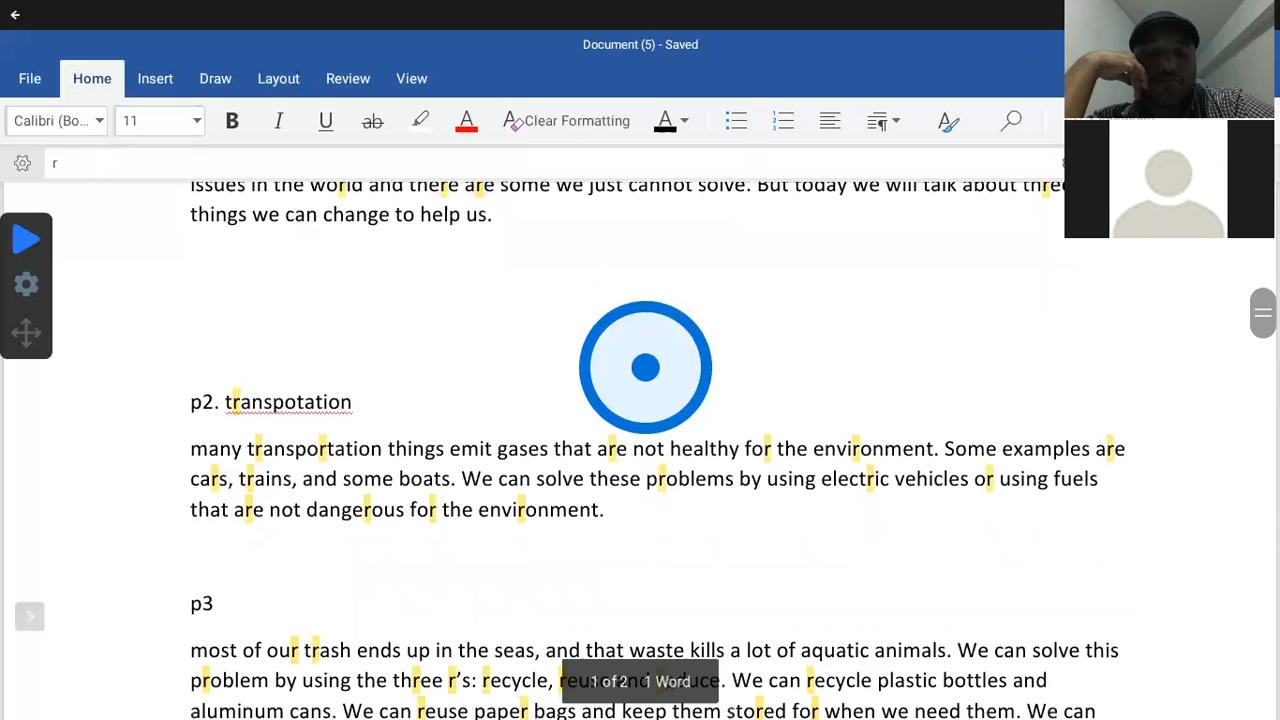 Document (5) - Saved
File Home Insert Draw Layout Review View
Calibri (Bo... 11 B I U ab A Clear Formatting A
r
issues in the world and there are some we just cannot solve. But today we will talk about three
things we can change to help us.
p2. transpotation
many transportation things emit gases that are not healthy for the environment. Some examples are
cars, trains, and some boats. We can solve these problems by using electric vehicles or using fuels
that are not dangerous for the environment.
p3
most of our trash ends up in the seas, and that waste kills a lot of aquatic animals. We can solve this
problem by using the three r's: recycle, reuse and reduce. We can recycle plastic bottles and
1 of 2 1 Word
aluminum cans. We can reuse paper bags and keep them stored for when we need them. We can